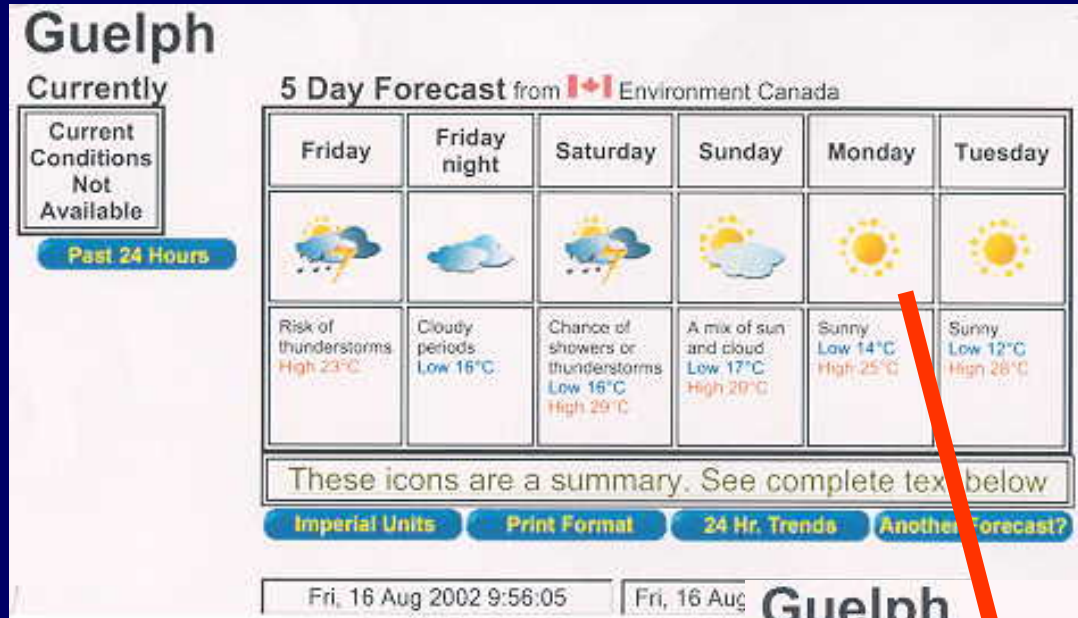 Guelph
Currently
Current
Conditions
Not
Available
Past 24 Hours
5 Day Forecast from Environment Canada
Friday
Friday
night
Saturday
Sunday
Monday
Tuesday
Risk of
thunderstorms
High 23°C
Cloudy
periods
Low 16°C
Chance of
showers or
thunderstorms
Low 16°C
High 29°C
A mix of sun
and cloud
Low 17°C
High 29°C
Sunny
Low 14°C
High 25°C
Sunny
Low 12°C
High 28°C
These icons are a summary. See complete text below
Imperial Units
Print Format
24 Hr. Trends
Another Forecast?
Fri, 16 Aug 2002 9:56:05
Fri, 16 Aug
Guelph